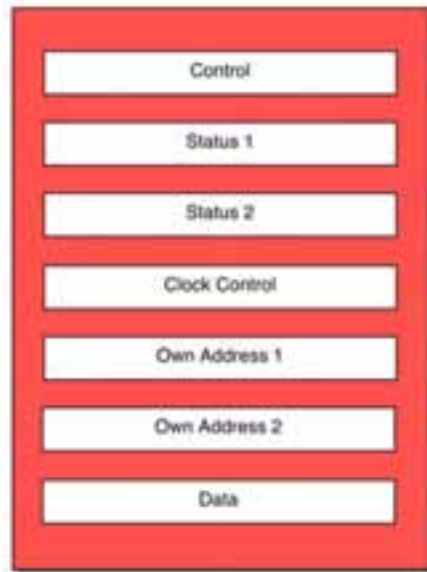 Control
Status 1
Status 2
Clock Control
Own Address 1
Own Address 2
Data